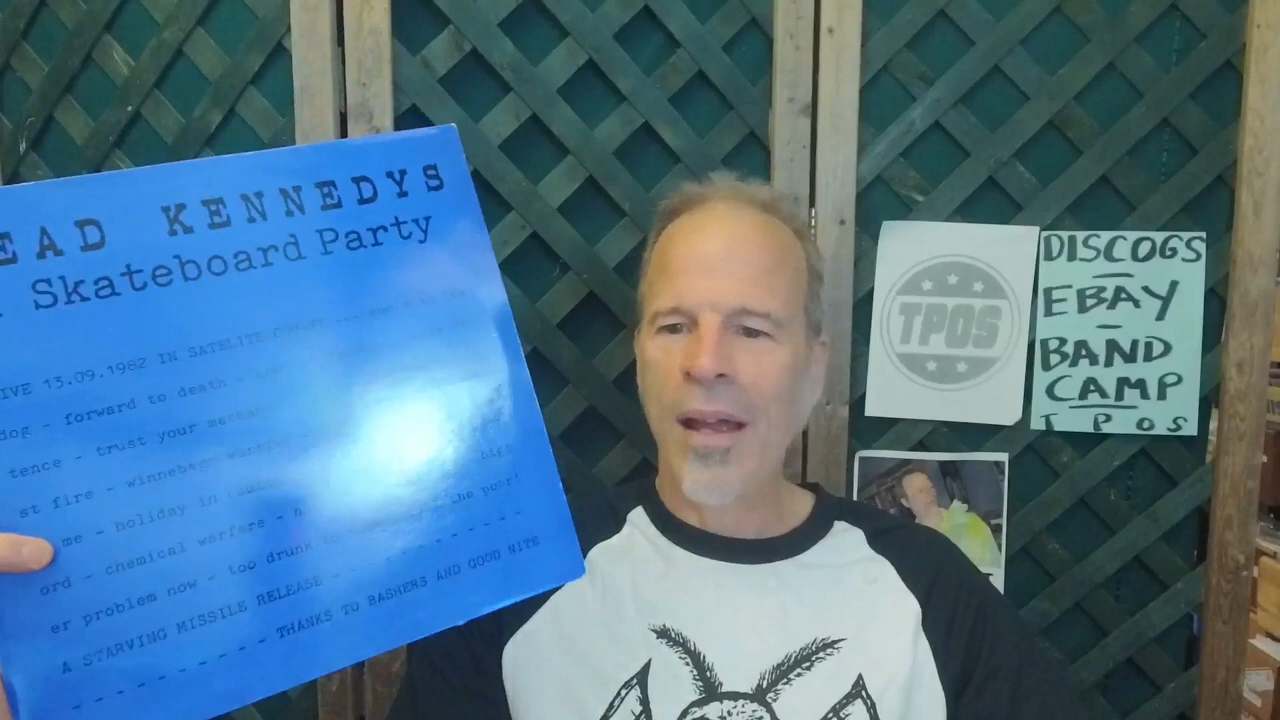 EAD KENNEDYS
Skateboard Party
IVE 13.09.1982 IN SATELITE
dog - forward to death -
tence - trust your
st fire - winnebago
me - holiday in
ord - chemical warfare - the poor!
er problem now - too drunk
A STARVING MISSILE RELEASE - - - - - - - -
- - - - - - - - THANKS TO BASHERS AND GOOD NITE
TPOS
DISCOGS
-
EBAY
-
BAND
CAMP
T P O S